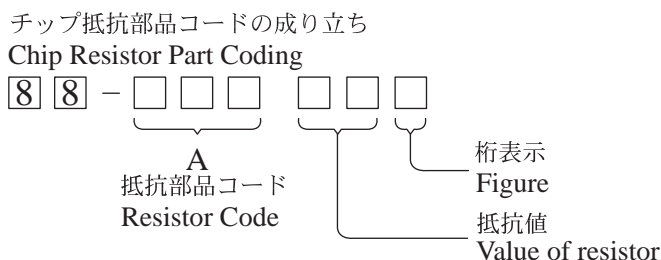 チップ抵抗部品コードの成り立ち
Chip Resistor Part Coding
8 8 - □ □ □ □ □ □
A
抵抗部品コード
Resistor Code
桁表示
Figure
抵抗値
Value of resistor